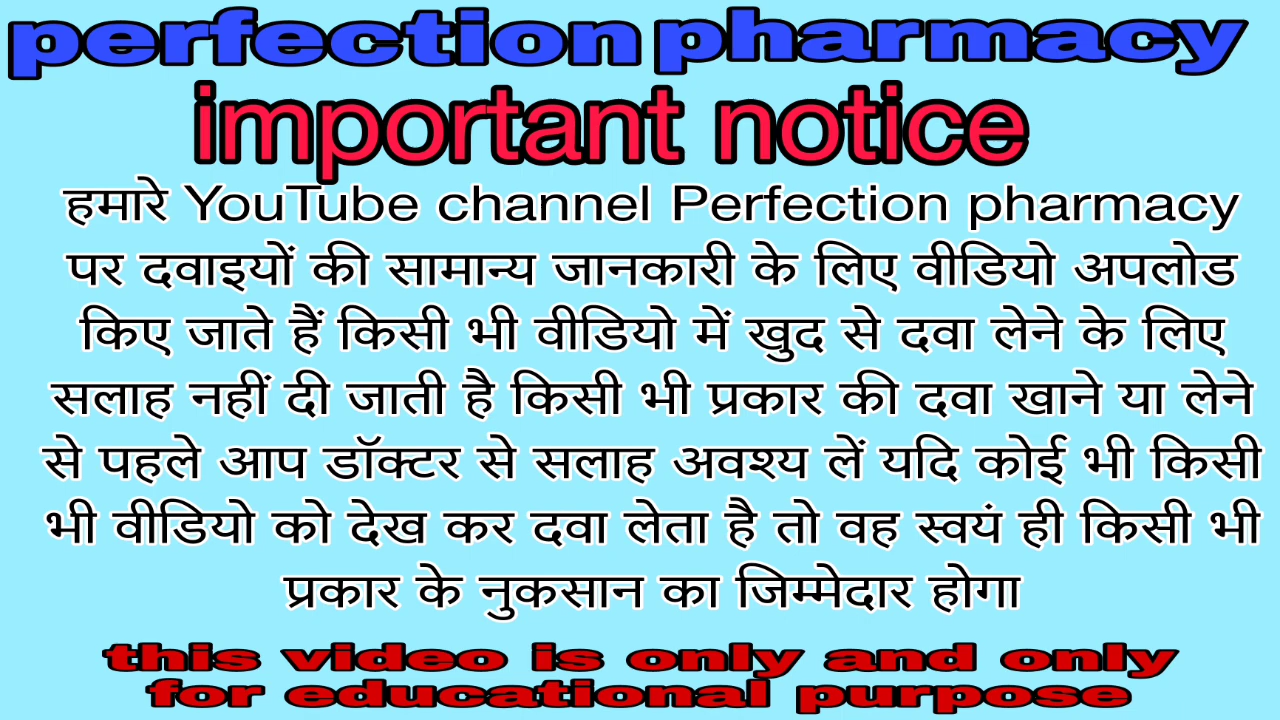 perfection pharmacy
important notice
हमारे YouTube channel Perfection pharmacy
पर दवाइयों की सामान्य जानकारी के लिए वीडियो अपलोड
किए जाते हैं किसी भी वीडियो में खुद से दवा लेने के लिए
सलाह नहीं दी जाती है किसी भी प्रकार की दवा खाने या लेने
से पहले आप डॉक्टर से सलाह अवश्य लें यदि कोई भी किसी
भी वीडियो को देख कर दवा लेता है तो वह स्वयं ही किसी भी
प्रकार के नुकसान का जिम्मेदार होगा
this video is only and only
for educational purpose